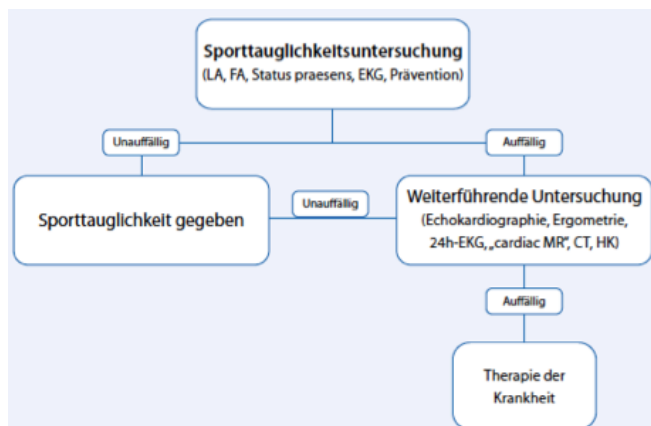 Sporttauglichkeitsuntersuchung
(LA, FA, Status praesens, EKG, Prävention)
Unauffällig
Auffällig
Sporttauglichkeit gegeben
Unauffällig
Weiterführende Untersuchung
(Echokardiographie, Ergometrie,
24h-EKG, „cardiac MR“, CT, HK)
Auffällig
Therapie der
Krankheit